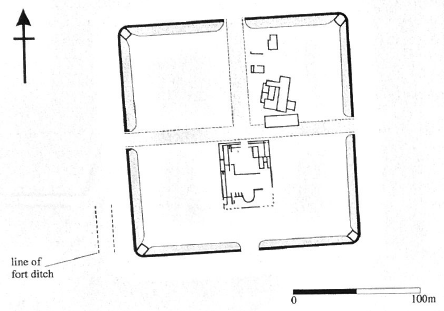 line of
fort ditch
0
100m